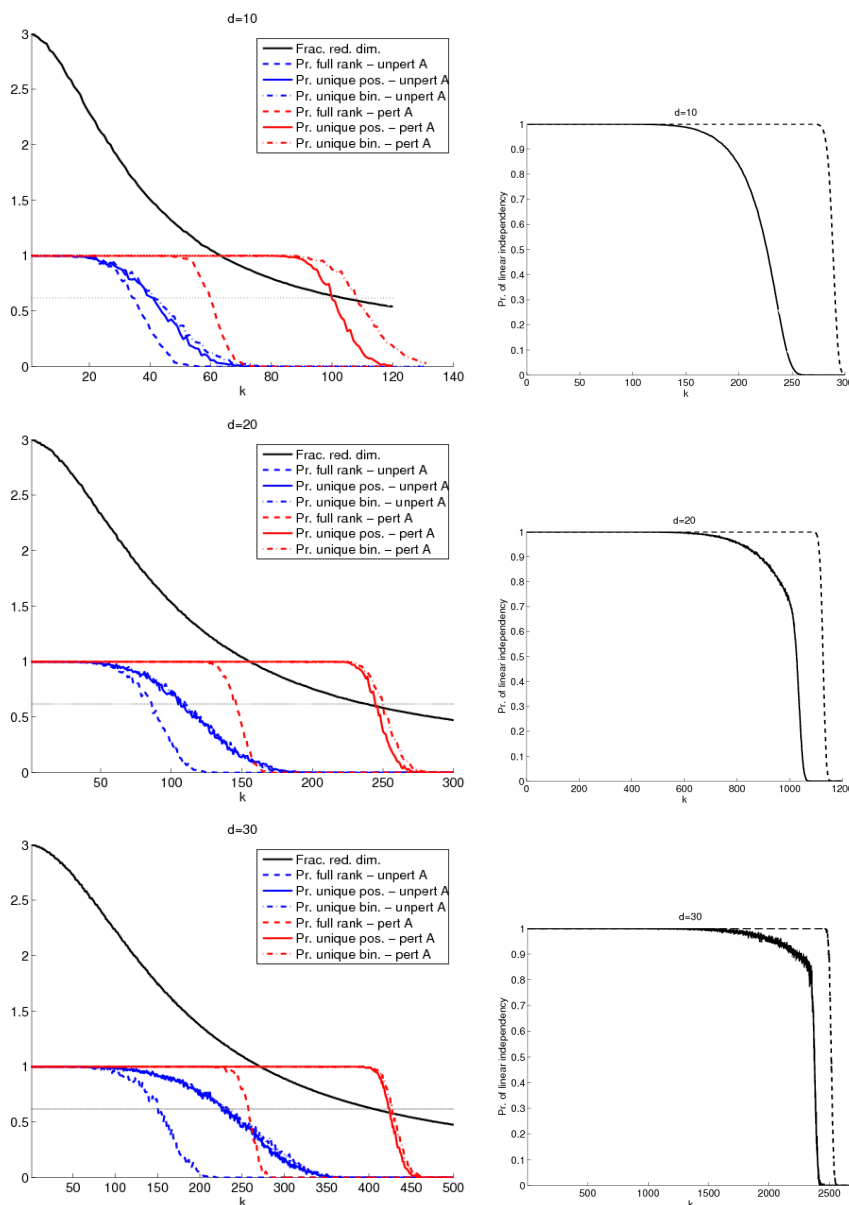 d=10
3
2.5
2
1.5
1
0.5
0
20
40
60
80
100
120
140
k
Frac. red. dim.
Pr. full rank – unpert A
Pr. unique pos. – unpert A
Pr. unique bin. – unpert A
Pr. full rank – pert A
Pr. unique pos. – pert A
Pr. unique bin. – pert A
d=10
Pr. of linear independency
1
0.9
0.8
0.7
0.6
0.5
0.4
0.3
0.2
0.1
0
0
50
100
150
200
250
300
k
d=20
3
2.5
2
1.5
1
0.5
0
50
100
150
200
250
300
k
Frac. red. dim.
Pr. full rank – unpert A
Pr. unique pos. – unpert A
Pr. unique bin. – unpert A
Pr. full rank – pert A
Pr. unique pos. – pert A
Pr. unique bin. – pert A
d=20
Pr. of linear independency
1
0.9
0.8
0.7
0.6
0.5
0.4
0.3
0.2
0.1
0
0
200
400
600
800
1000
1200
k
d=30
3
2.5
2
1.5
1
0.5
0
50
100
150
200
250
300
350
400
450
500
k
Frac. red. dim.
Pr. full rank – unpert A
Pr. unique pos. – unpert A
Pr. unique bin. – unpert A
Pr. full rank – pert A
Pr. unique pos. – pert A
Pr. unique bin. – pert A
d=30
Pr. of linear independency
1
0.9
0.8
0.7
0.6
0.5
0.4
0.3
0.2
0.1
0
500
1000
1500
2000
2500
k